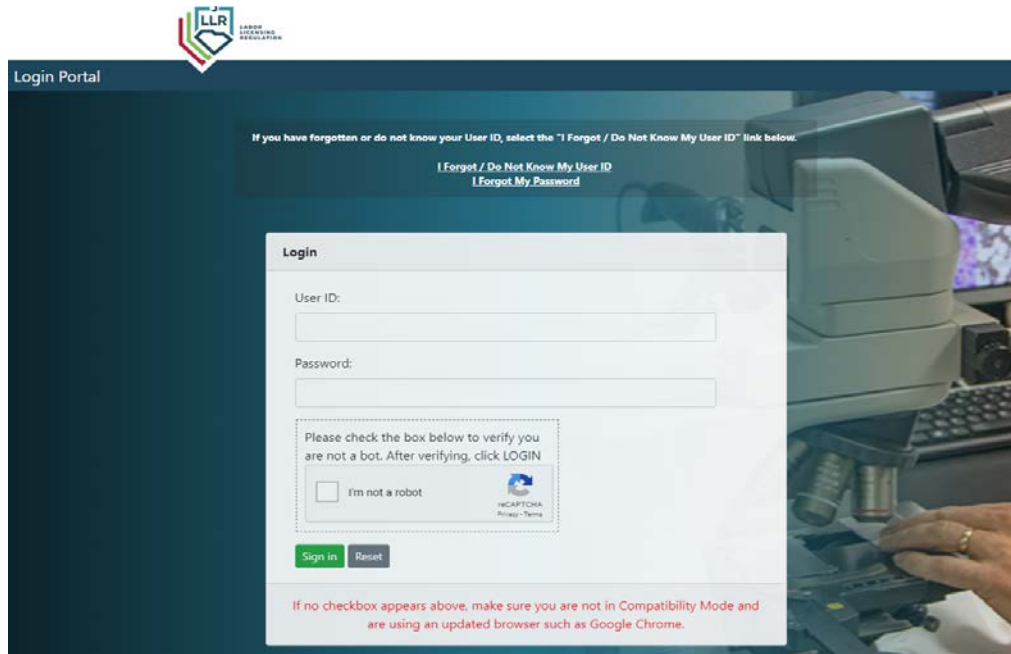 LLR
LABOR
LICENSING
REGULATION
Login Portal
If you have forgotten or do not know your User ID, select the "I Forgot / Do Not Know My User ID" link below.
I Forgot / Do Not Know My User ID
I Forgot My Password
Login
User ID:
Password:
Please check the box below to verify you
are not a bot. After verifying, click LOGIN
I'm not a robot
reCAPTCHA
Privacy - Terms
Sign in Reset
If no checkbox appears above, make sure you are not in Compatibility Mode and
are using an updated browser such as Google Chrome.